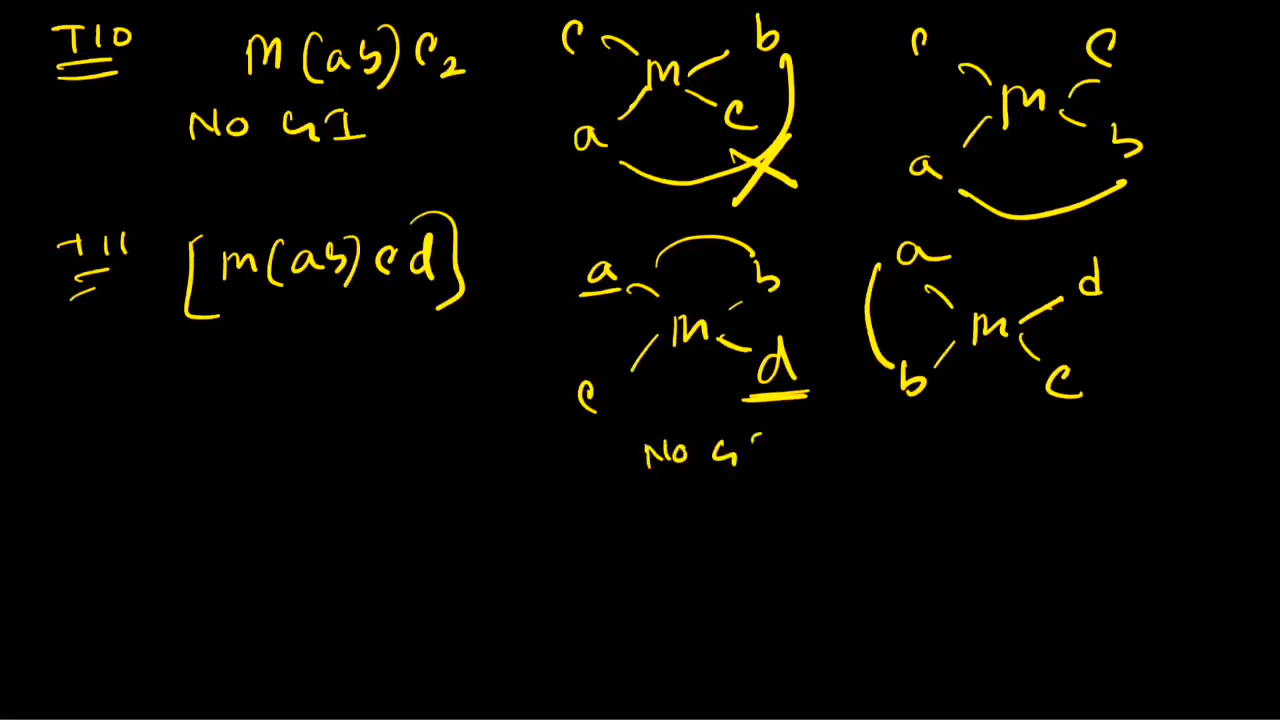 T10 M(ab)c2
No GI
c b
M
a c
c c
M
a b
T11 [M(ab)cd]
a b
M
c d
a d
M
b c
No G